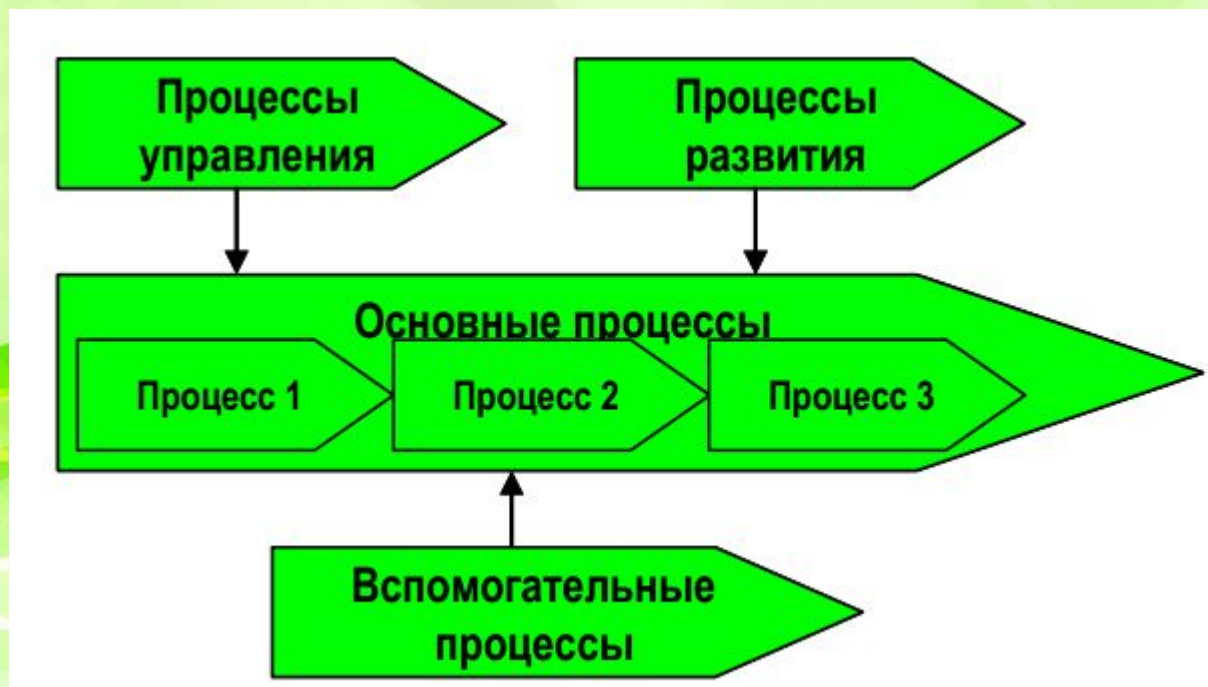 Процессы
управления
Процессы
развития
Основные процессы
Процесс 1
Процесс 2
Процесс 3
Вспомогательные
процессы